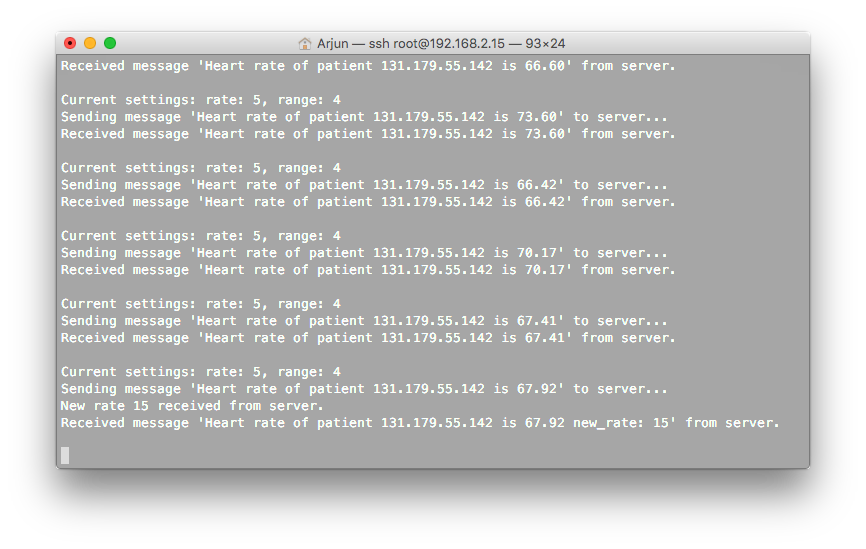 Arjun — ssh root@192.168.2.15 — 93×24
Received message 'Heart rate of patient 131.179.55.142 is 66.60' from server.
Current settings: rate: 5, range: 4
Sending message 'Heart rate of patient 131.179.55.142 is 73.60' to server...
Received message 'Heart rate of patient 131.179.55.142 is 73.60' from server.
Current settings: rate: 5, range: 4
Sending message 'Heart rate of patient 131.179.55.142 is 66.42' to server...
Received message 'Heart rate of patient 131.179.55.142 is 66.42' from server.
Current settings: rate: 5, range: 4
Sending message 'Heart rate of patient 131.179.55.142 is 70.17' to server...
Received message 'Heart rate of patient 131.179.55.142 is 70.17' from server.
Current settings: rate: 5, range: 4
Sending message 'Heart rate of patient 131.179.55.142 is 67.41' to server...
Received message 'Heart rate of patient 131.179.55.142 is 67.41' from server.
Current settings: rate: 5, range: 4
Sending message 'Heart rate of patient 131.179.55.142 is 67.92' to server...
New rate 15 received from server.
Received message 'Heart rate of patient 131.179.55.142 is 67.92 new_rate: 15' from server.